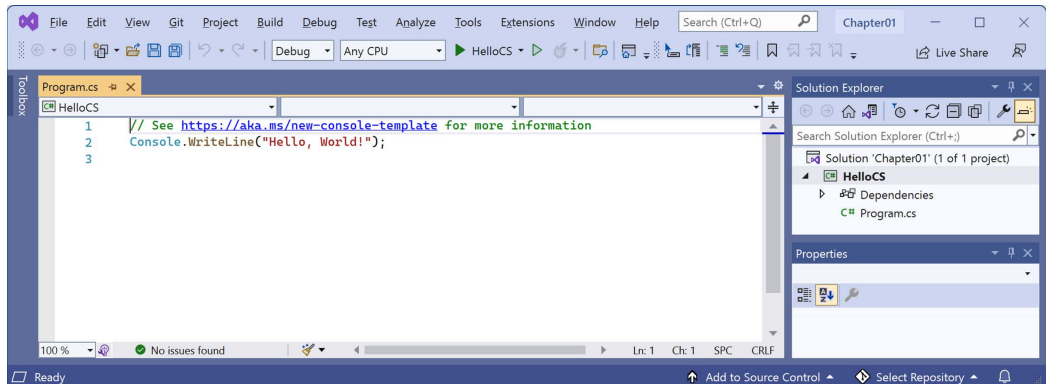 File Edit View Git Project Build Debug Test Analyze Tools Extensions Window Help Search (Ctrl+Q) Chapter01
Debug Any CPU HelloCS Live Share
Toolbox
Program.cs
C# HelloCS
1 // See https://aka.ms/new-console-template for more information
2 Console.WriteLine("Hello, World!");
3
100 % No issues found Ln: 1 Ch: 1 SPC CRLF
Solution Explorer
Search Solution Explorer (Ctrl+;)
Solution 'Chapter01' (1 of 1 project)
C# HelloCS
Dependencies
C# Program.cs
Properties
Ready Add to Source Control Select Repository